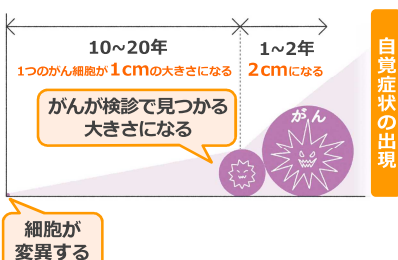 10~20年
1つのがん細胞が1cmの大きさになる
1~2年
2cmになる
がんが検診で見つかる
大きさになる
がん
自覚症状の出現
細胞が
変異する